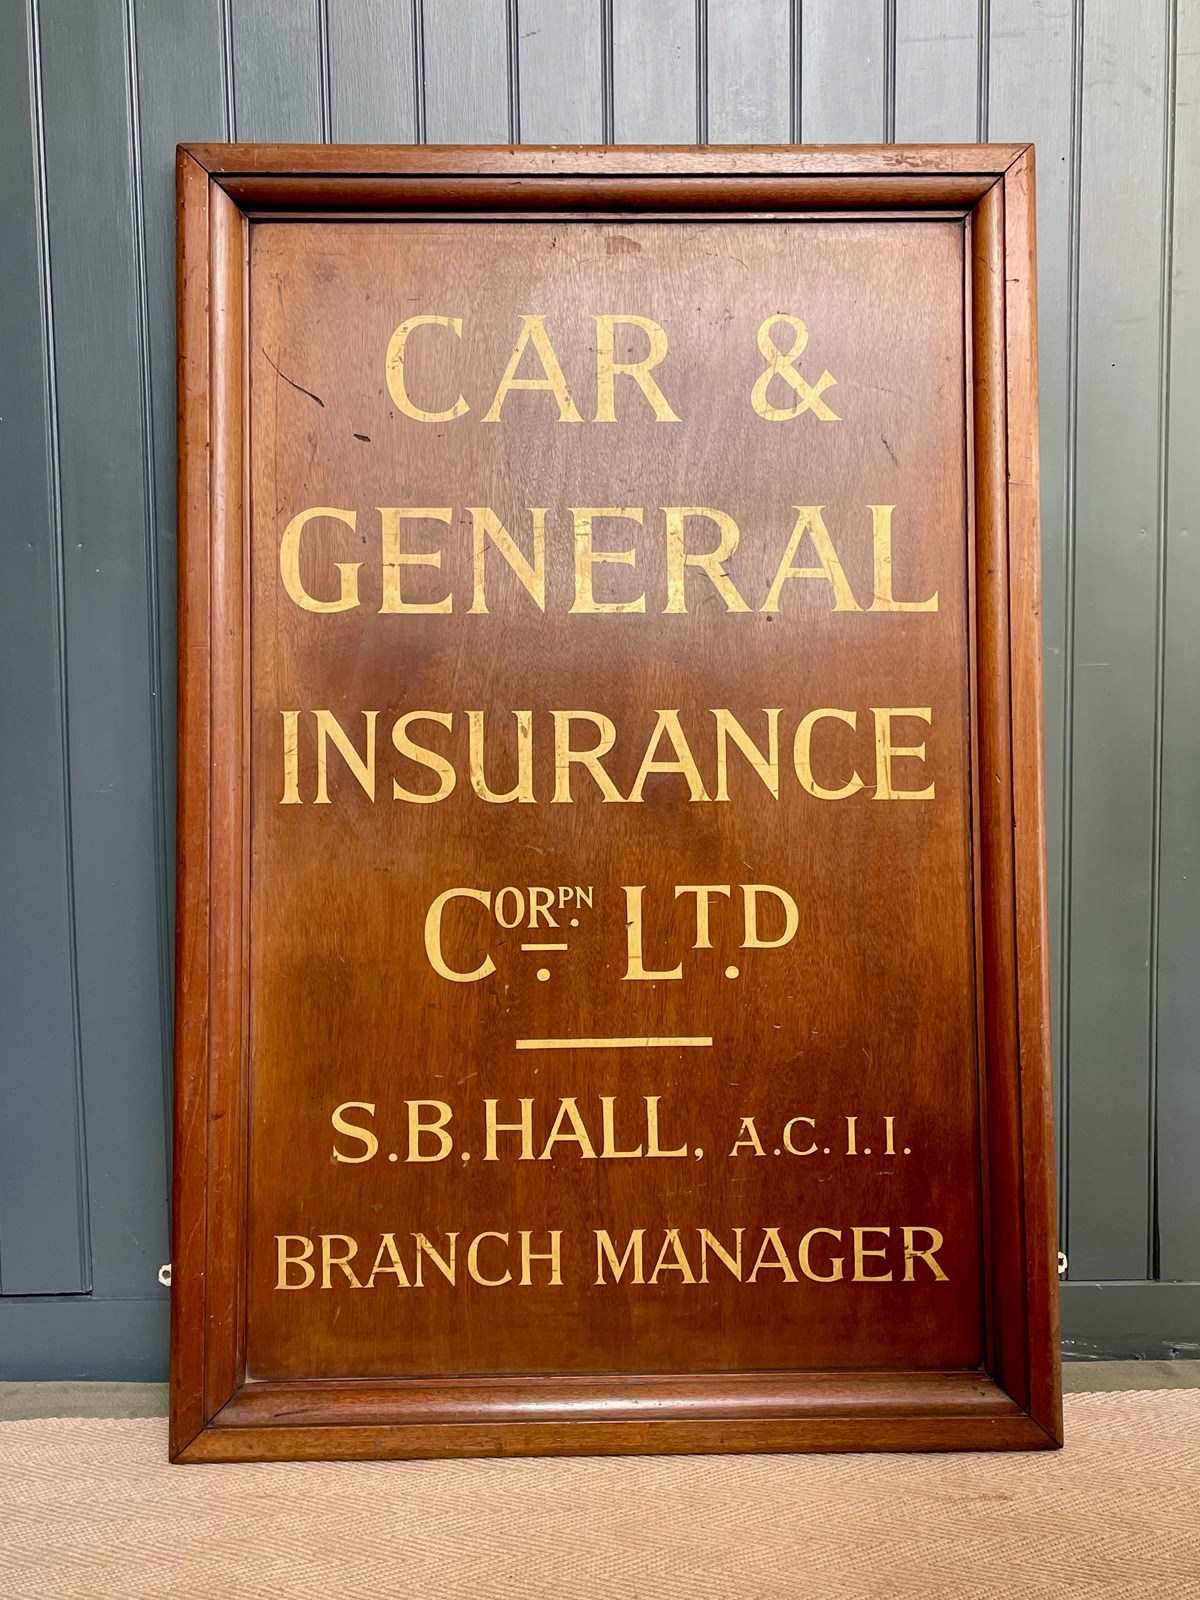 CAR &
GENERAL
INSURANCE
CORPN. LTD.
S.B. HALL, A.C.I.I.
BRANCH MANAGER